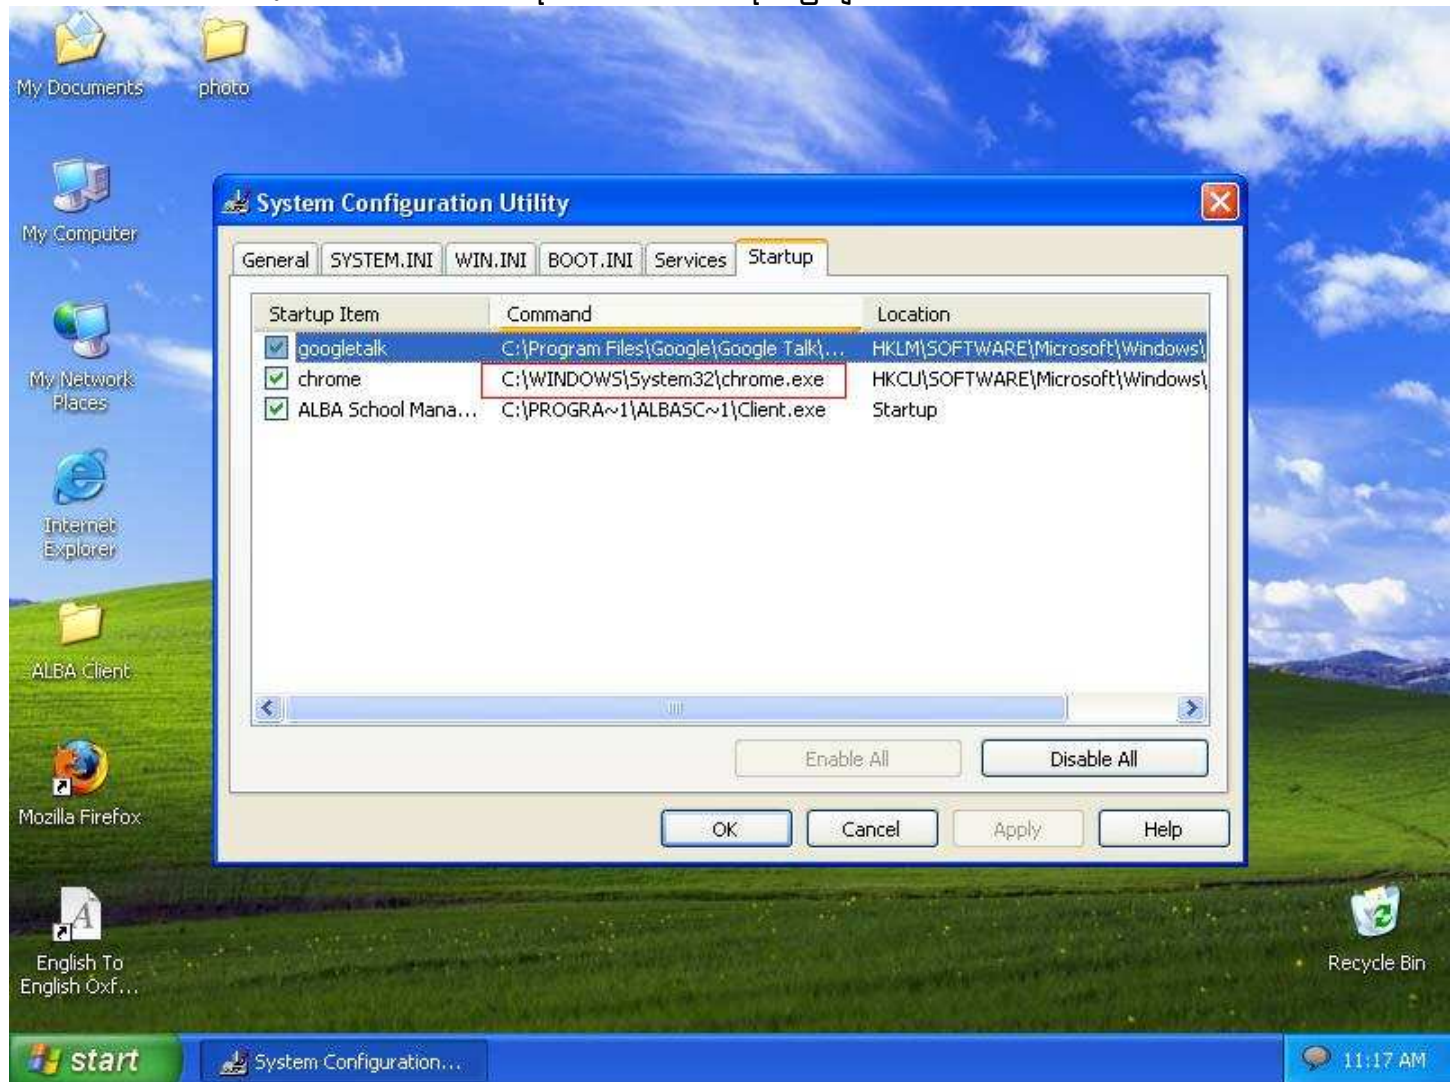 My Documents
photo
My Computer
My Network
Places
Internet
Explorer
ALBA Client
Mozilla Firefox
English To
English Oxf...
System Configuration Utility
General SYSTEM.INI WIN.INI BOOT.INI Services Startup
Startup Item Command Location
googletalk C:\Program Files\Google\Google Talk\... HKLM\SOFTWARE\Microsoft\Windows\
chrome C:\WINDOWS\System32\chrome.exe HKCU\SOFTWARE\Microsoft\Windows\
ALBA School Mana... C:\PROGRA~1\ALBASC~1\Client.exe Startup
Enable All Disable All
OK Cancel Apply Help
Recycle Bin
start System Configuration... 11:17 AM